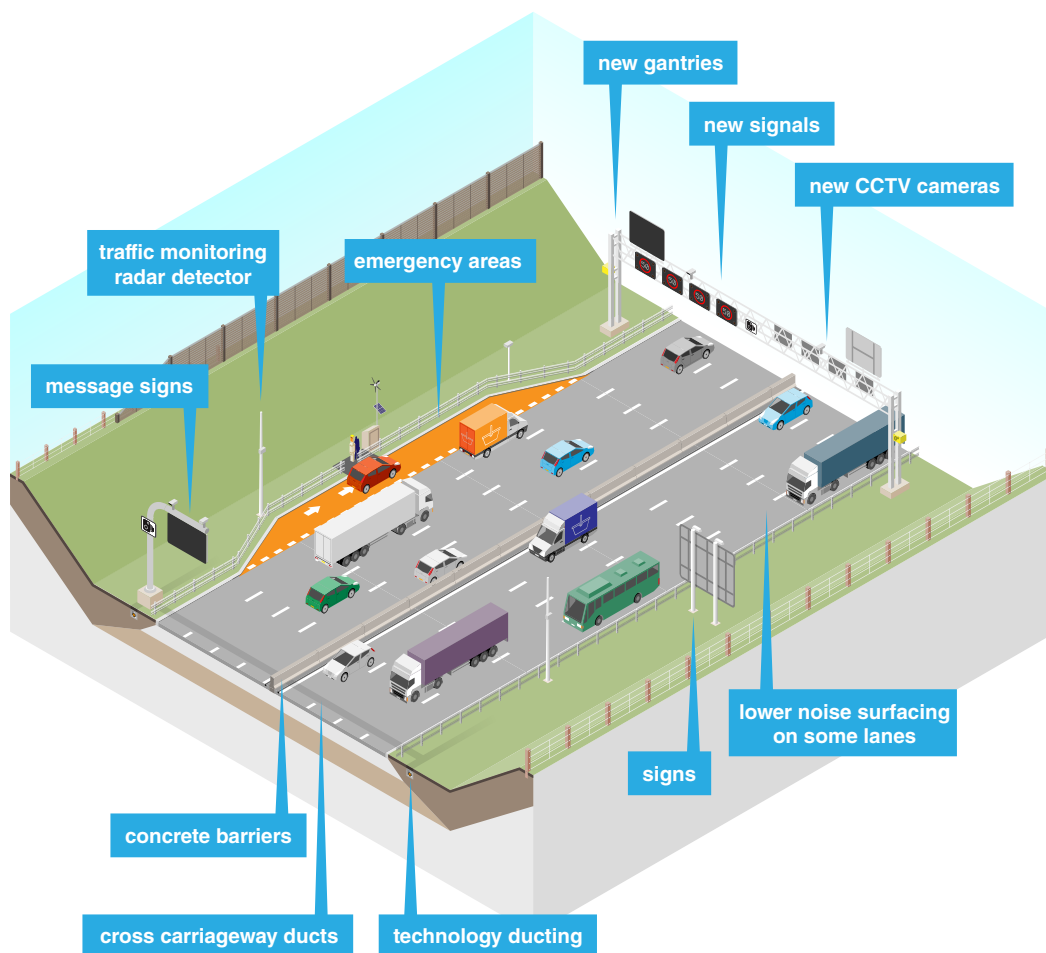 new gantries
new signals
new CCTV cameras
traffic monitoring
radar detector
emergency areas
message signs
lower noise surfacing
on some lanes
signs
concrete barriers
cross carriageway ducts
technology ducting